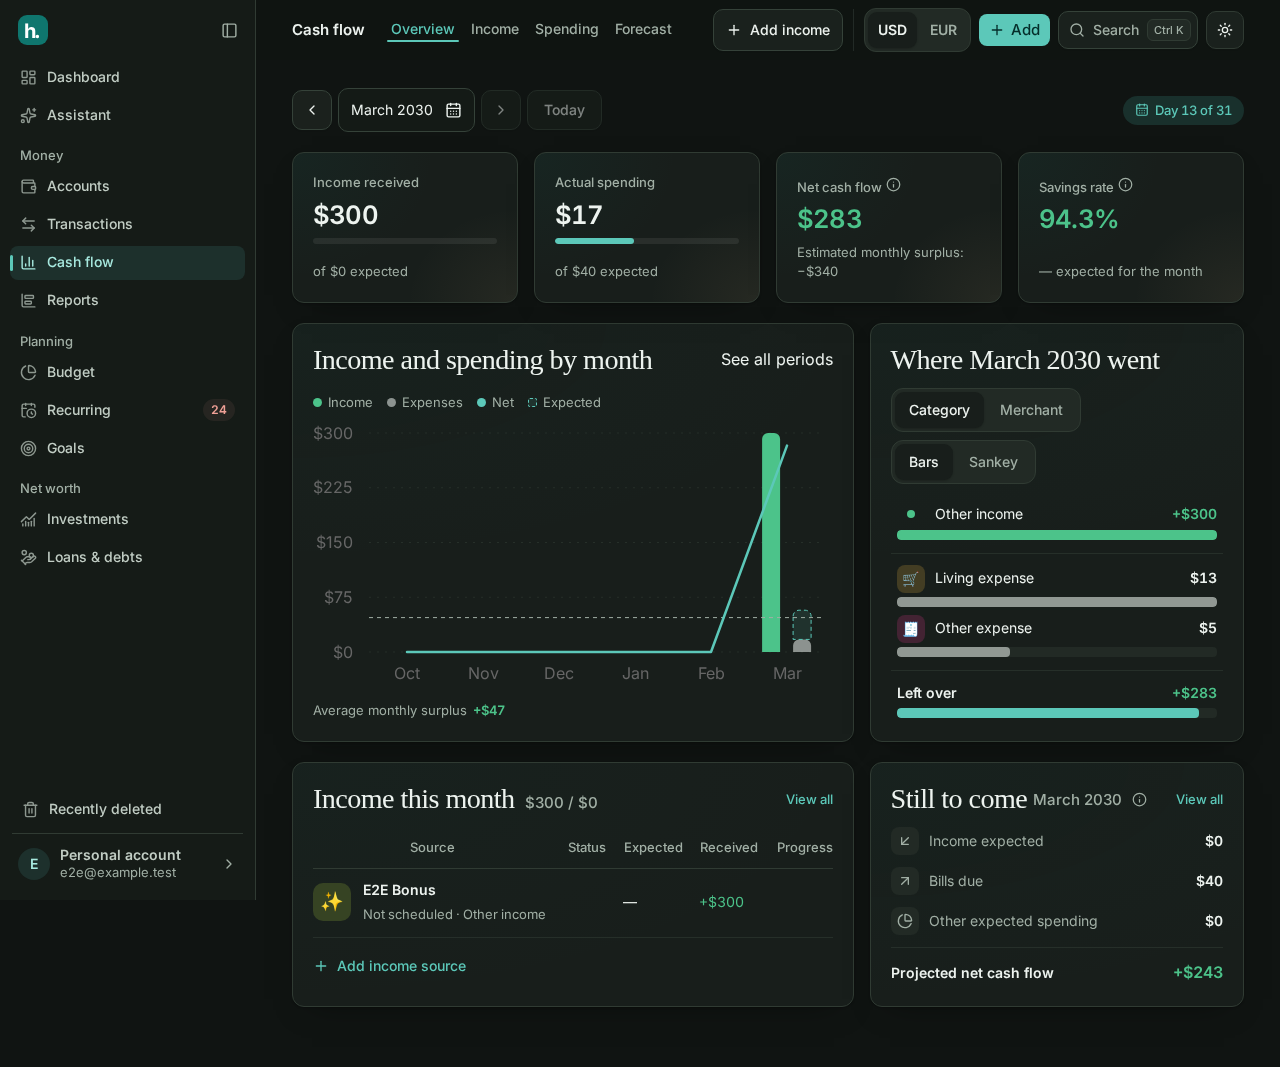 h.
Dashboard
Assistant
Money
Accounts
Transactions
Cash flow
Reports
Planning
Budget
Recurring 24
Goals
Net worth
Investments
Loans & debts
Recently deleted
E Personal account
e2e@example.test
Cash flow Overview Income Spending Forecast Add income USD EUR Add Search Ctrl K
March 2030 Today Day 13 of 31
Income received
$300
of $0 expected
Actual spending
$17
of $40 expected
Net cash flow
$283
Estimated monthly surplus:
−$340
Savings rate
94.3%
— expected for the month
Income and spending by month See all periods
Income Expenses Net Expected
$300
$225
$150
$75
$0
Oct Nov Dec Jan Feb Mar
Average monthly surplus +$47
Where March 2030 went
Category Merchant
Bars Sankey
Other income +$300
Living expense $13
Other expense $5
Left over +$283
Income this month $300 / $0 View all
Source Status Expected Received Progress
E2E Bonus
Not scheduled · Other income — +$300
Add income source
Still to come March 2030 View all
Income expected $0
Bills due $40
Other expected spending $0
Projected net cash flow +$243